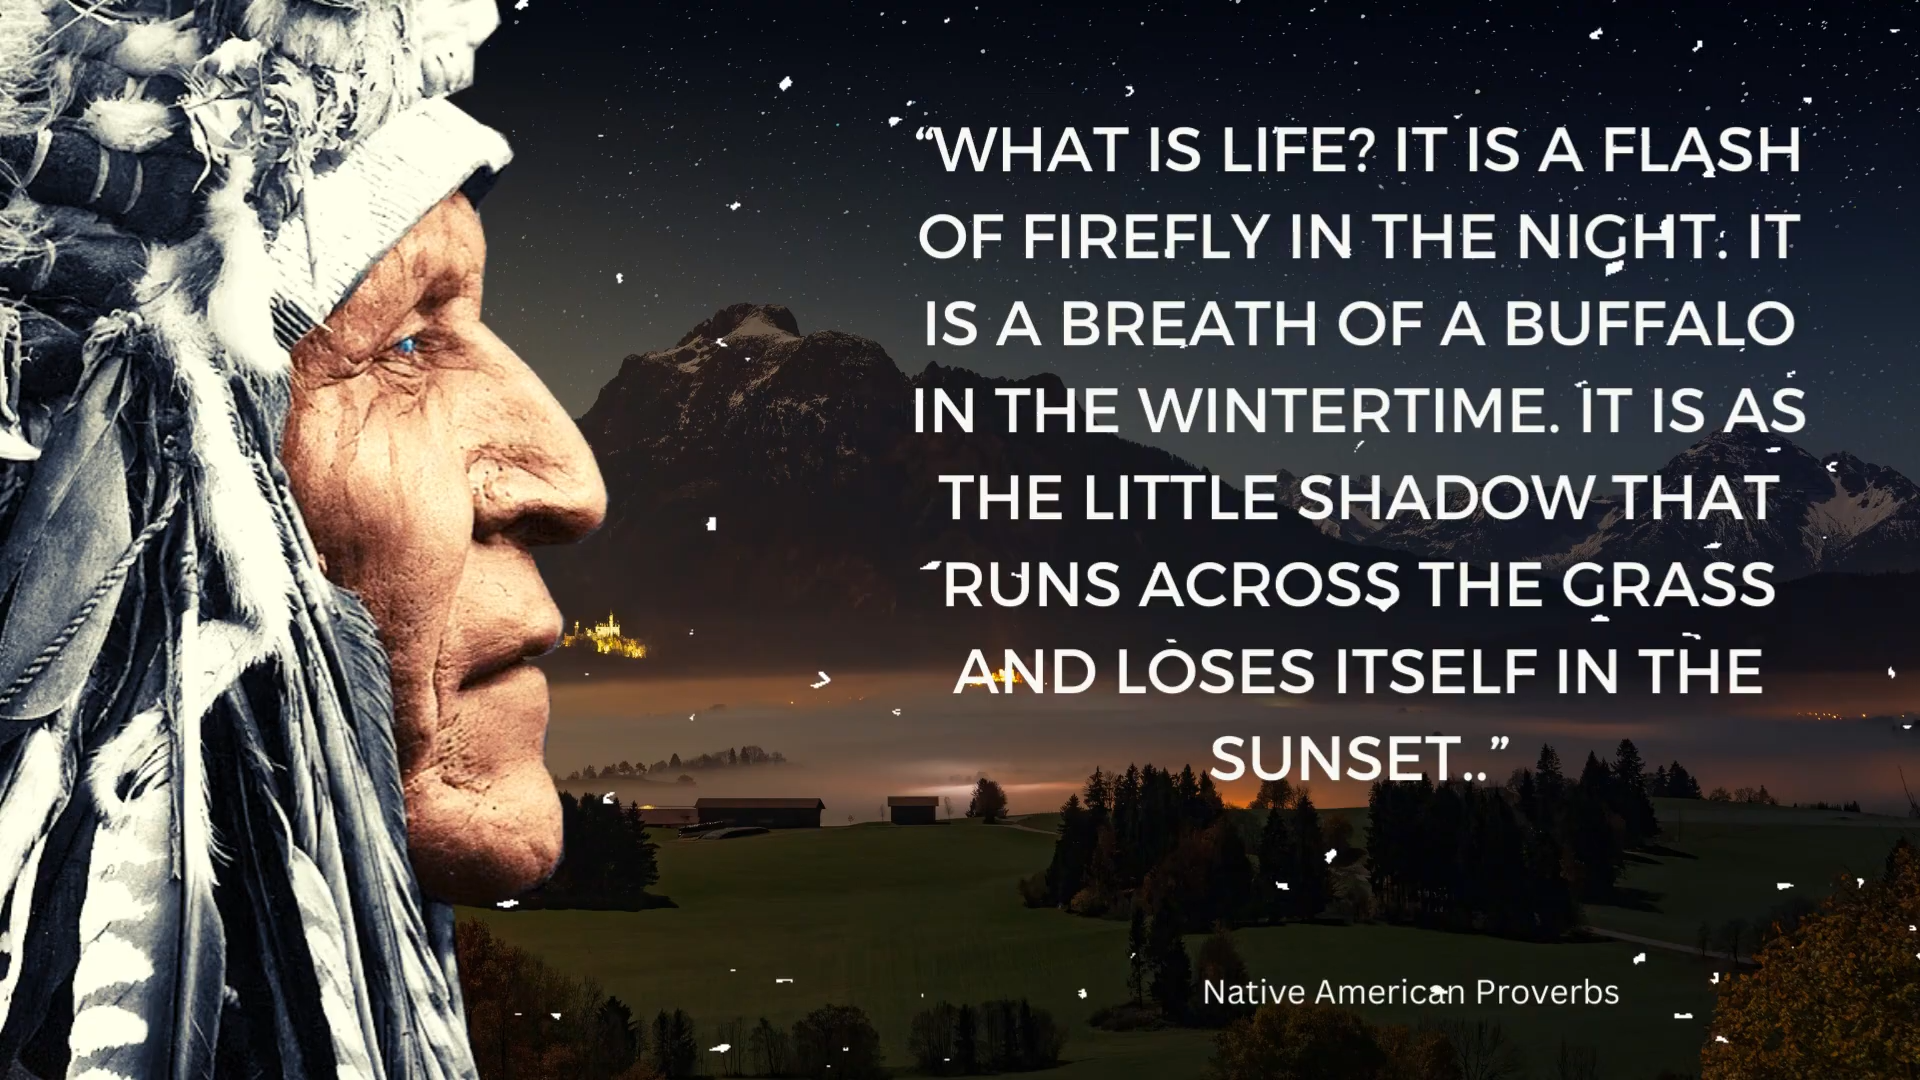 “WHAT IS LIFE? IT IS A FLASH
OF FIREFLY IN THE NIGHT. IT
IS A BREATH OF A BUFFALO
IN THE WINTERTIME. IT IS AS
THE LITTLE SHADOW THAT
RUNS ACROSS THE GRASS
AND LOSES ITSELF IN THE
SUNSET..”
Native American Proverbs